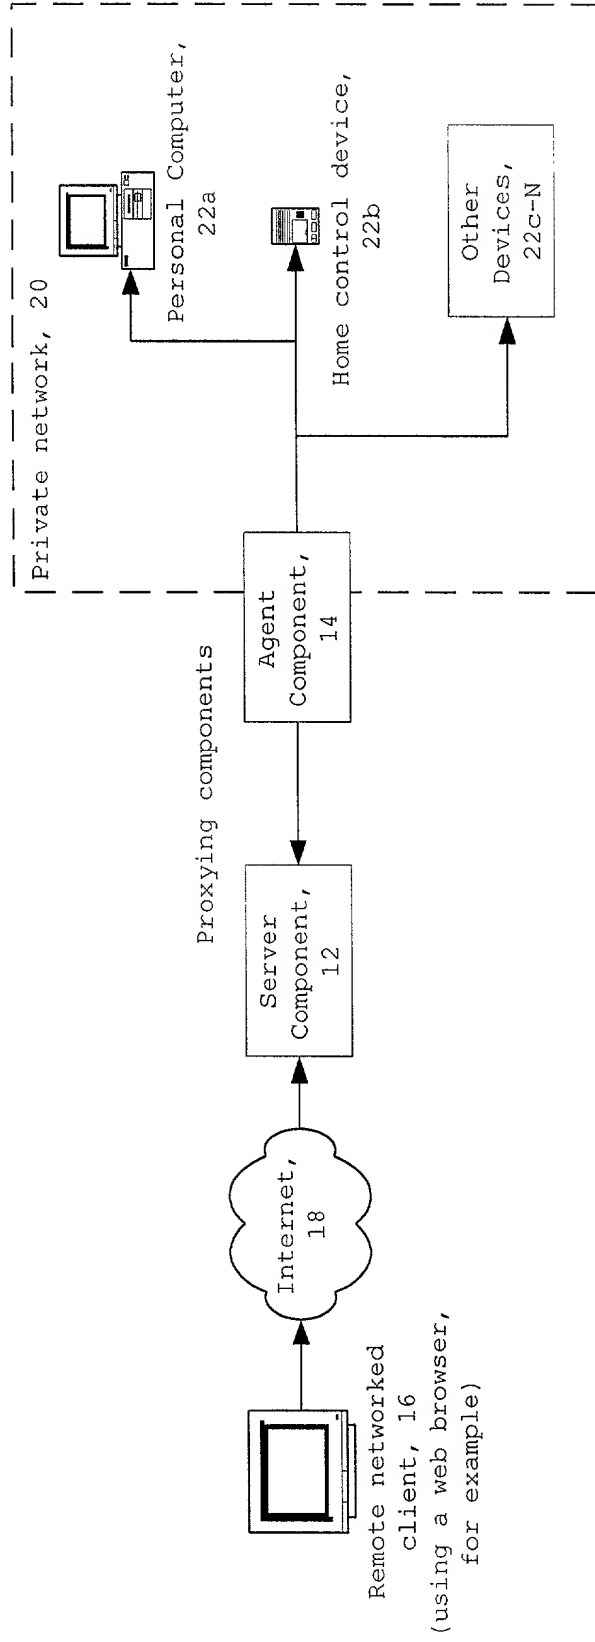 Private network, 20
Personal Computer,
22a
Home control device,
22b
Other
Devices,
22c-N
Proxying components
Agent
Component,
14
Server
Component,
12
Internet,
18
Remote networked
client, 16
(using a web browser,
for example)